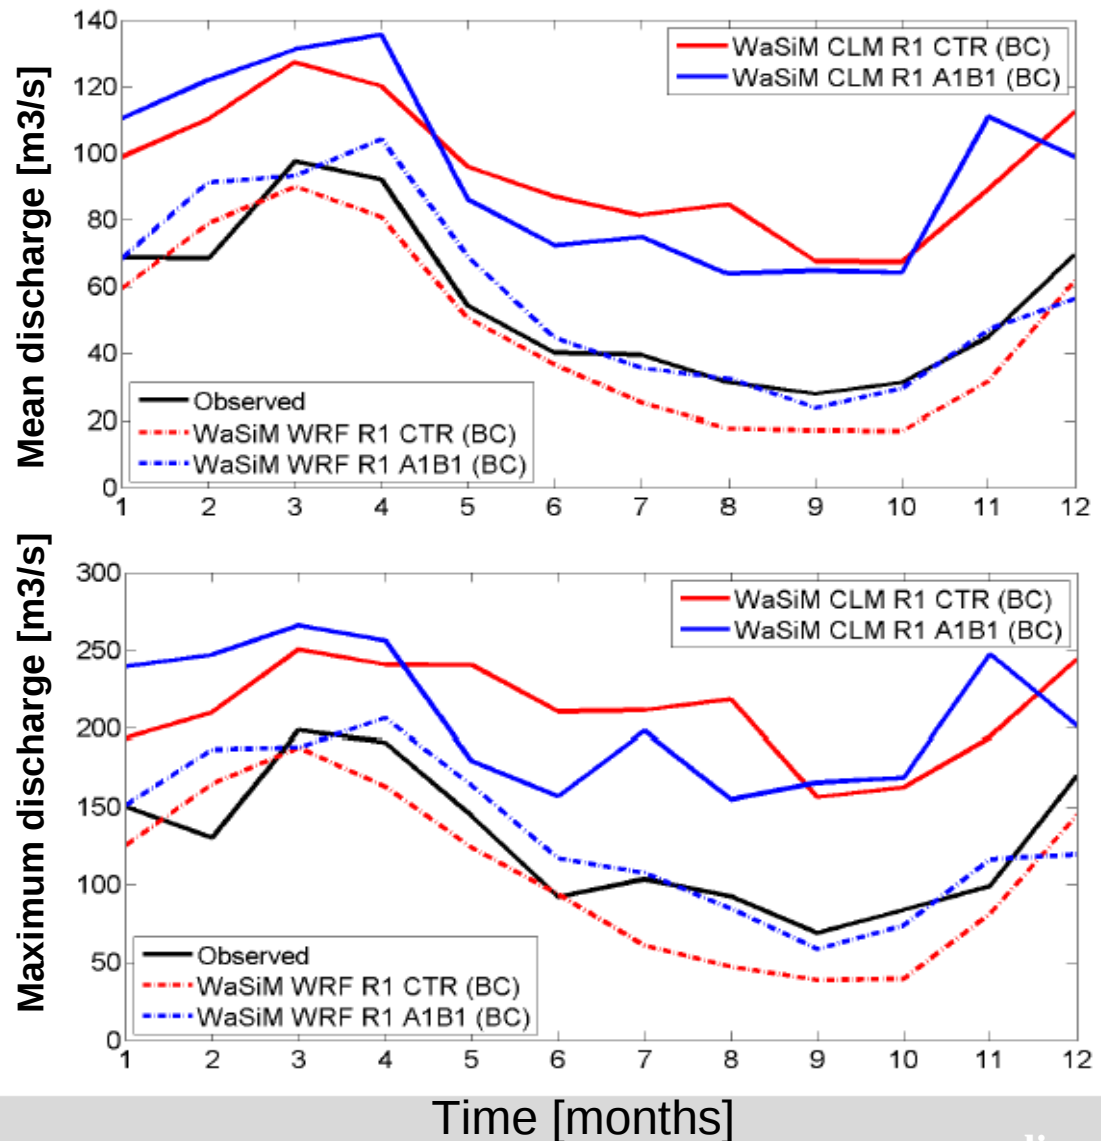 Mean discharge [m3/s]
140
120
100
80
60
40
20
0
WaSiM CLM R1 CTR (BC)
WaSiM CLM R1 A1B1 (BC)
Observed
WaSiM WRF R1 CTR (BC)
WaSiM WRF R1 A1B1 (BC)
1 2 3 4 5 6 7 8 9 10 11 12
Maximum discharge [m3/s]
300
250
200
150
100
50
0
WaSiM CLM R1 CTR (BC)
WaSiM CLM R1 A1B1 (BC)
Observed
WaSiM WRF R1 CTR (BC)
WaSiM WRF R1 A1B1 (BC)
1 2 3 4 5 6 7 8 9 10 11 12
Time [months]